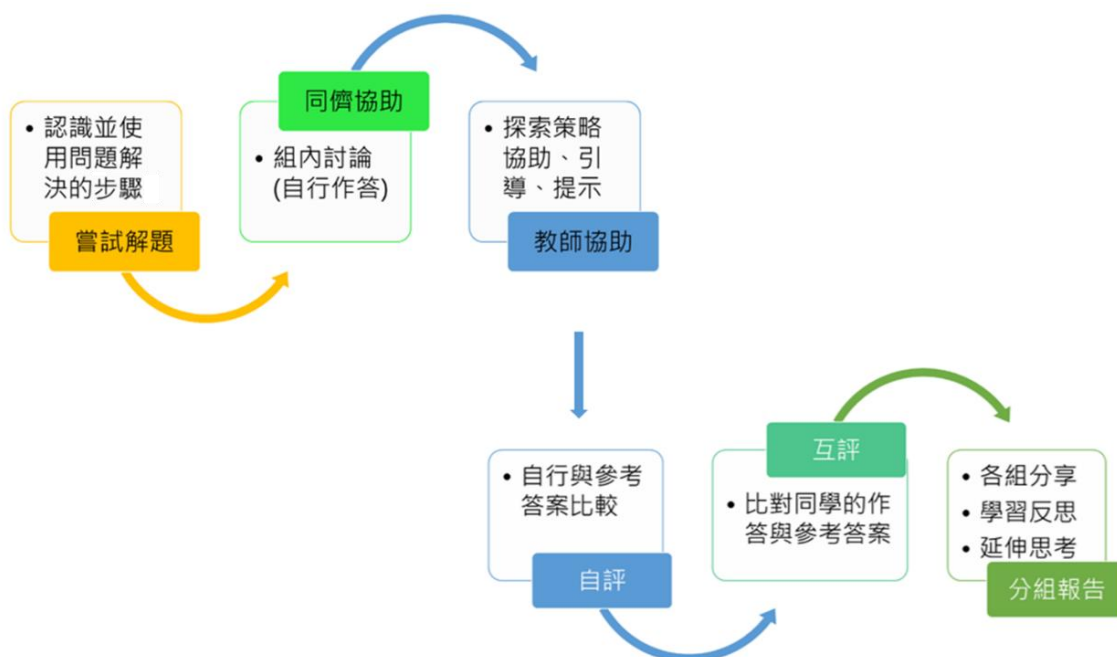 • 認識並使
用問題解
決的步驟
嘗試解題
同儕協助
• 組內討論
(自行作答)
• 探索策略
協助、引
導、提示
教師協助
• 自行與參考
答案比較
自評
互評
• 比對同學的作
答與參考答案
• 各組分享
• 學習反思
• 延伸思考
分組報告